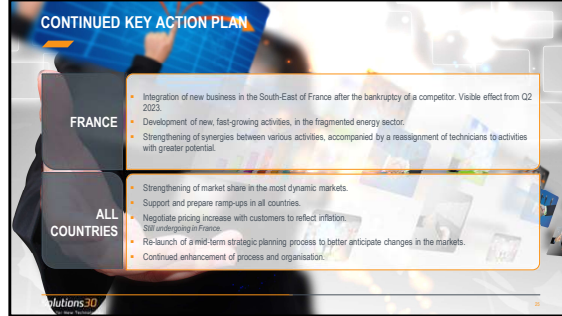 CONTINUED KEY ACTION PLAN
FRANCE
Integration of new business in the South-East of France after the bankruptcy of a competitor. Visible effect from Q2
2023.
Development of new, fast-growing activities, in the fragmented energy sector.
Strengthening of synergies between various activities, accompanied by a reassignment of technicians to activities
with greater potential.
ALL
COUNTRIES
Strengthening of market share in the most dynamic markets.
Support and prepare ramp-ups in all countries.
Negotiate pricing increase with customers to reflect inflation.
Still undergoing in France.
Re-launch of a mid-term strategic planning process to better anticipate changes in the markets.
Continued enhancement of process and organisation.
olutions30
for New Technolo